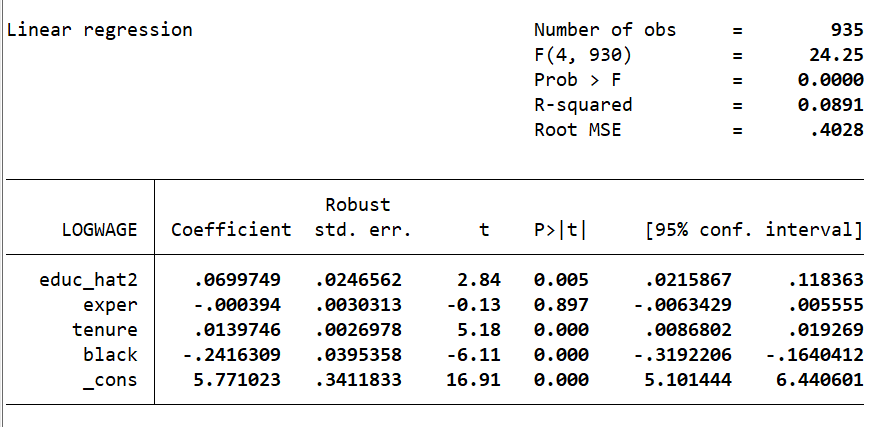 Linear regression Number of obs = 935
F(4, 930) = 24.25
Prob > F = 0.0000
R-squared = 0.0891
Root MSE = .4028
Robust
LOGWAGE Coefficient std. err. t P>|t| [95% conf. interval]
educ_hat2 .0699749 .0246562 2.84 0.005 .0215867 .118363
exper -.000394 .0030313 -0.13 0.897 -.0063429 .005555
tenure .0139746 .0026978 5.18 0.000 .0086802 .019269
black -.2416309 .0395358 -6.11 0.000 -.3192206 -.1640412
_cons 5.771023 .3411833 16.91 0.000 5.101444 6.440601